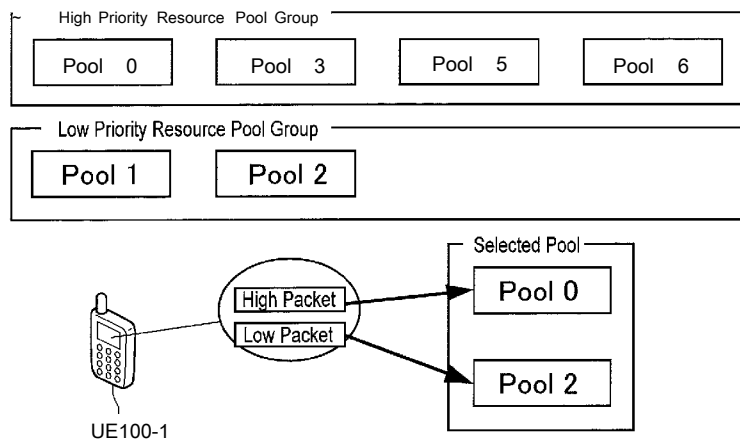 ~ High Priority Resource Pool Group
Pool 0 Pool 3 Pool 5 Pool 6
Low Priority Resource Pool Group
Pool 1 Pool 2
Selected Pool
High Packet Pool 0
Low Packet
Pool 2
UE100-1